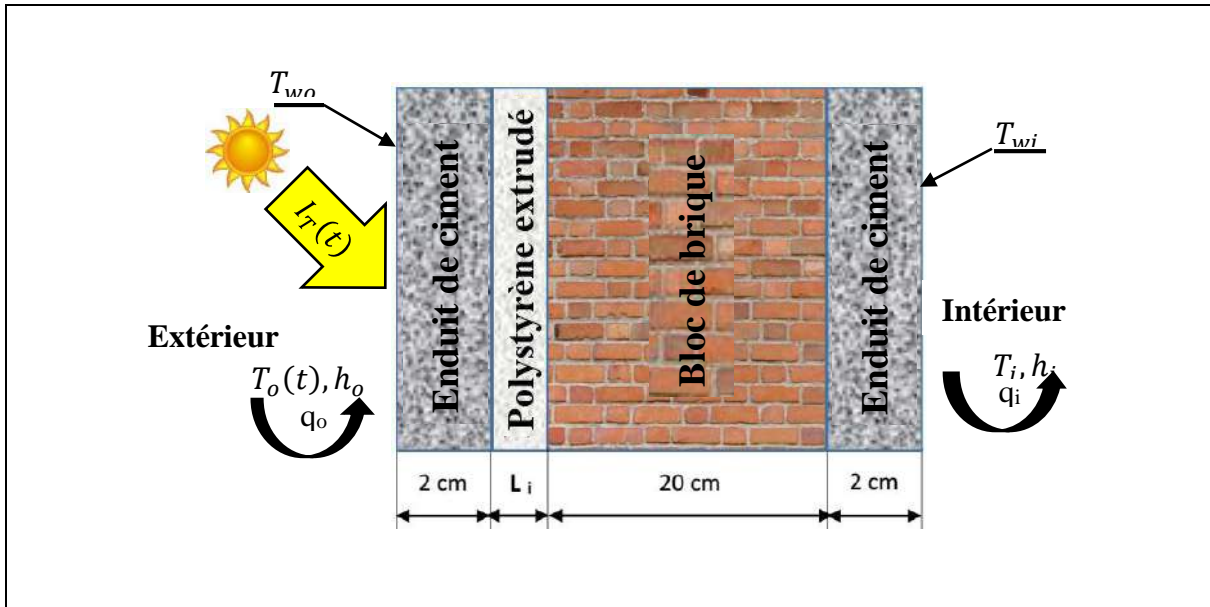 T_wo
T_wi
I_T(t)
Enduit de ciment
Polystyrène extrudé
Bloc de brique
Enduit de ciment
Extérieur
T_o(t), h_o
q_o
Intérieur
T_i, h_i
q_i
2 cm
L i
20 cm
2 cm